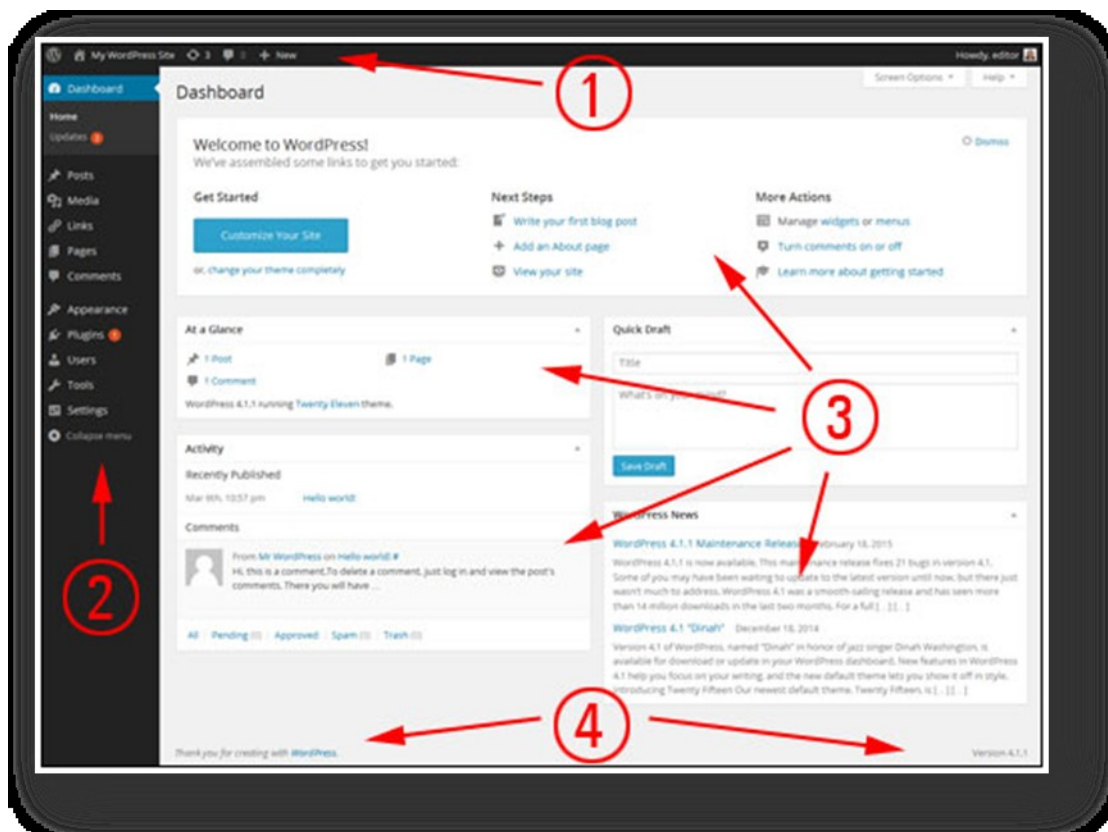 My WordPress Site 3 0 + New
Howdy, editor
Screen Options Help
Dashboard
Home
Updates 3
Posts
Media
Links
Pages
Comments
Appearance
Plugins 1
Users
Tools
Settings
Collapse menu
Dashboard
Welcome to WordPress!
We've assembled some links to get you started:
Dismiss
Get Started
Customize Your Site
or, change your theme completely
Next Steps
Write your first blog post
Add an About page
View your site
More Actions
Manage widgets or menus
Turn comments on or off
Learn more about getting started
At a Glance
1 Post 1 Page
1 Comment
WordPress 4.1.1 running Twenty Eleven theme.
Activity
Recently Published
Mar 9th, 10:57 pm Hello world!
Comments
From Mr WordPress on Hello world! #
Hi, this is a comment.To delete a comment, just log in and view the post's
comments. There you will have ...
All Pending (0) Approved Spam (0) Trash (0)
Quick Draft
Title
What's on your mind?
Save Draft
WordPress News
WordPress 4.1.1 Maintenance Release February 18, 2015
WordPress 4.1.1 is now available. This maintenance release fixes 21 bugs in version 4.1.
Some of you may have been waiting to update to the latest version until now, but there just
wasn't much to address. WordPress 4.1 was a smooth-sailing release and has seen more
than 14 million downloads in the last two months. For a full [...] [...]
WordPress 4.1 "Dinah" December 18, 2014
Version 4.1 of WordPress, named "Dinah" in honor of jazz singer Dinah Washington, is
available for download or update in your WordPress dashboard. New features in WordPress
4.1 help you focus on your writing, and the new default theme lets you show it off in style.
Introducing Twenty Fifteen Our newest default theme, Twenty Fifteen, is [...] [...]
Thank you for creating with WordPress.
Version 4.1.1
1
2
3
4